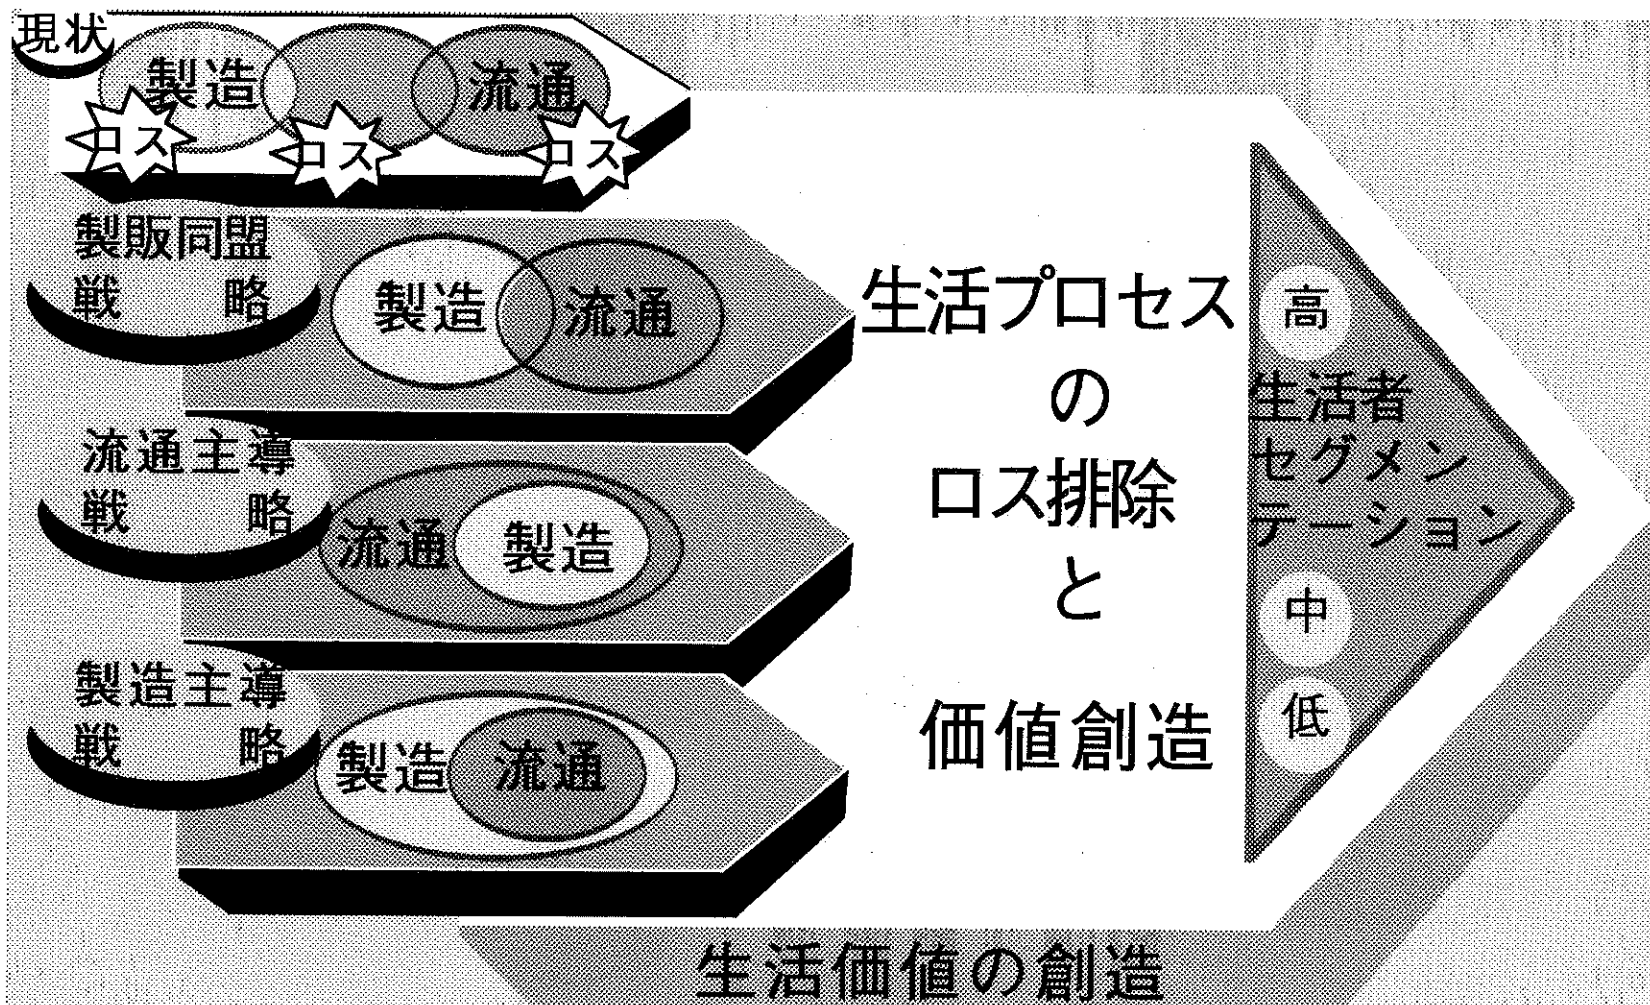 現状
製造
流通
ロス
ロス
ロス
製販同盟
戦略
製造
流通
流通主導
戦略
流通
製造
製造主導
戦略
製造
流通
生活プロセス
の
ロス排除
と
価値創造
高
生活者
セグメン
テーション
中
低
生活価値の創造